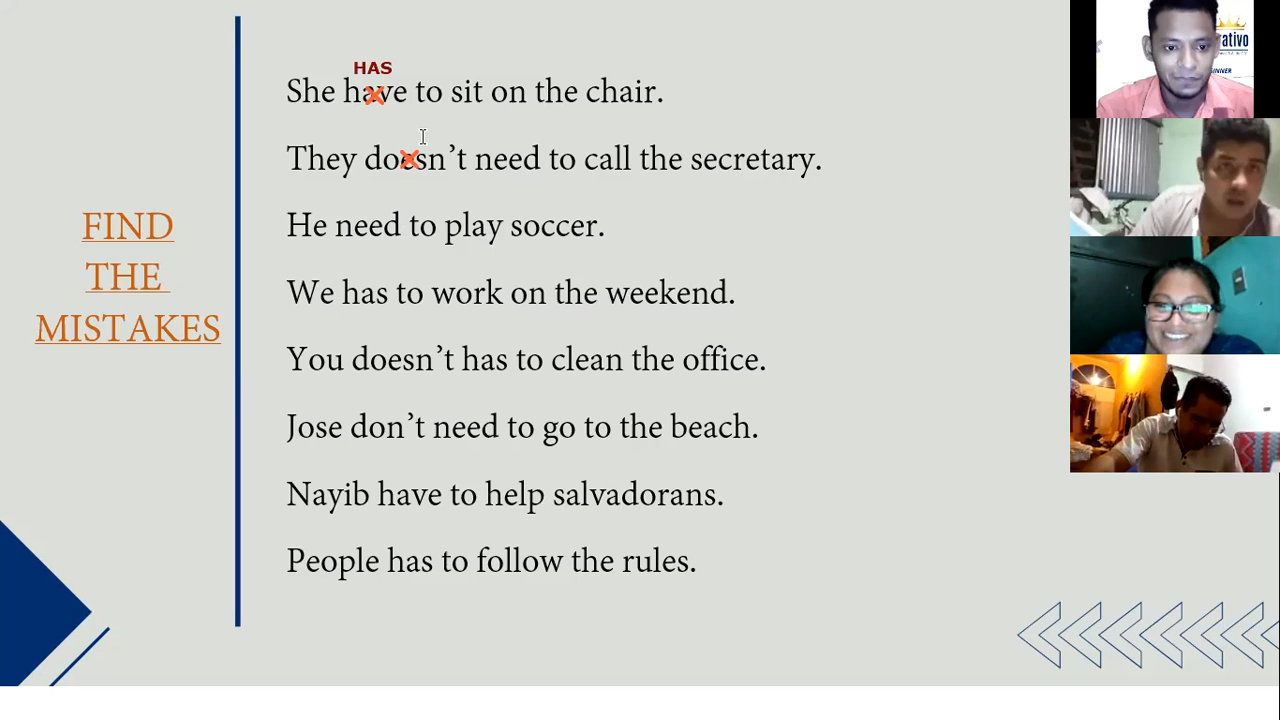 HAS
She have to sit on the chair.
They doesn't need to call the secretary.
He need to play soccer.
FIND
THE
MISTAKES
We has to work on the weekend.
You doesn't has to clean the office.
Jose don't need to go to the beach.
Nayib have to help salvadorans.
People has to follow the rules.